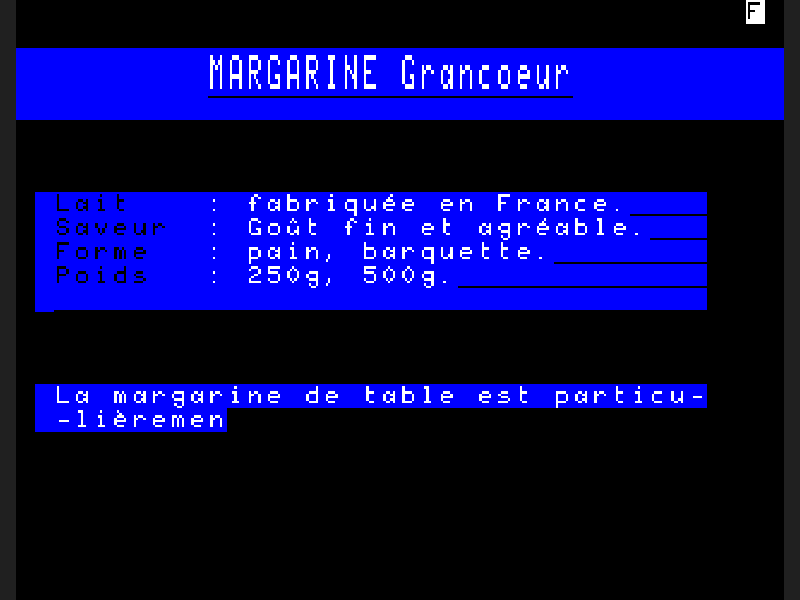 F
MARGARINE Grancoeur
Lait : fabriquée en France.
Saveur : Goût fin et agréable.
Forme : pain, barquette.
Poids : 250g, 500g.
La margarine de table est particu-
-lièremen